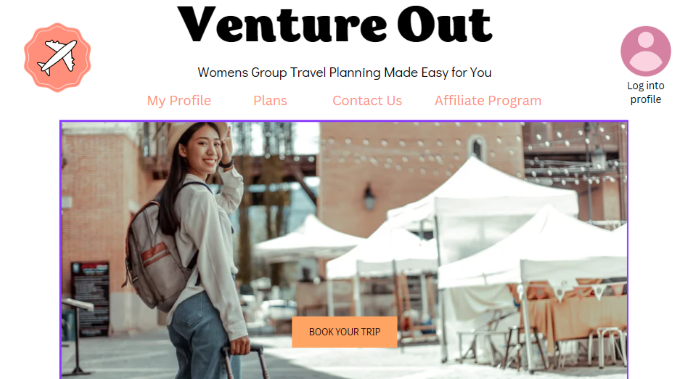 Venture Out
Womens Group Travel Planning Made Easy for You
Log into
profile
My Profile
Plans
Contact Us
Affiliate Program
BOOK YOUR TRIP